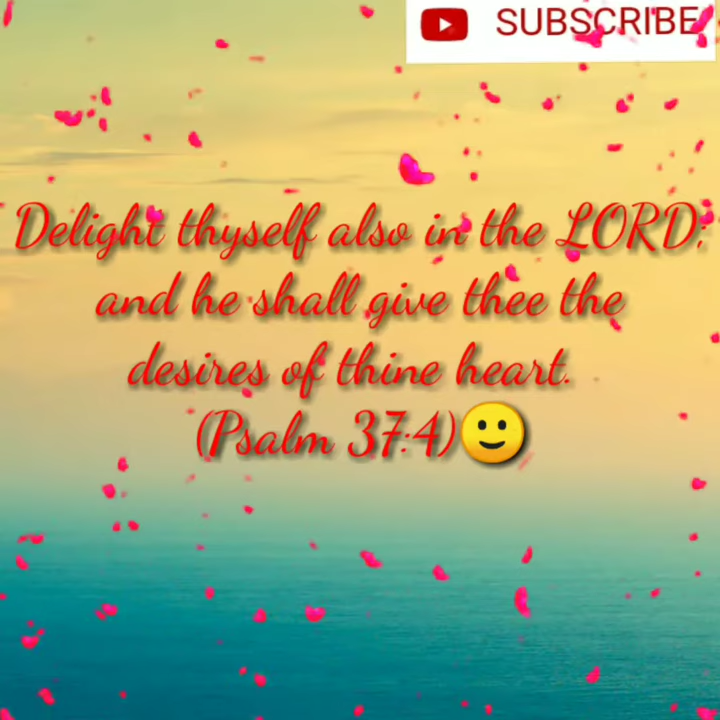 SUBSCRIBE
Delight thyself also in the LORD;
and he shall give thee the
desires of thine heart.
(Psalm 37:4)🙂